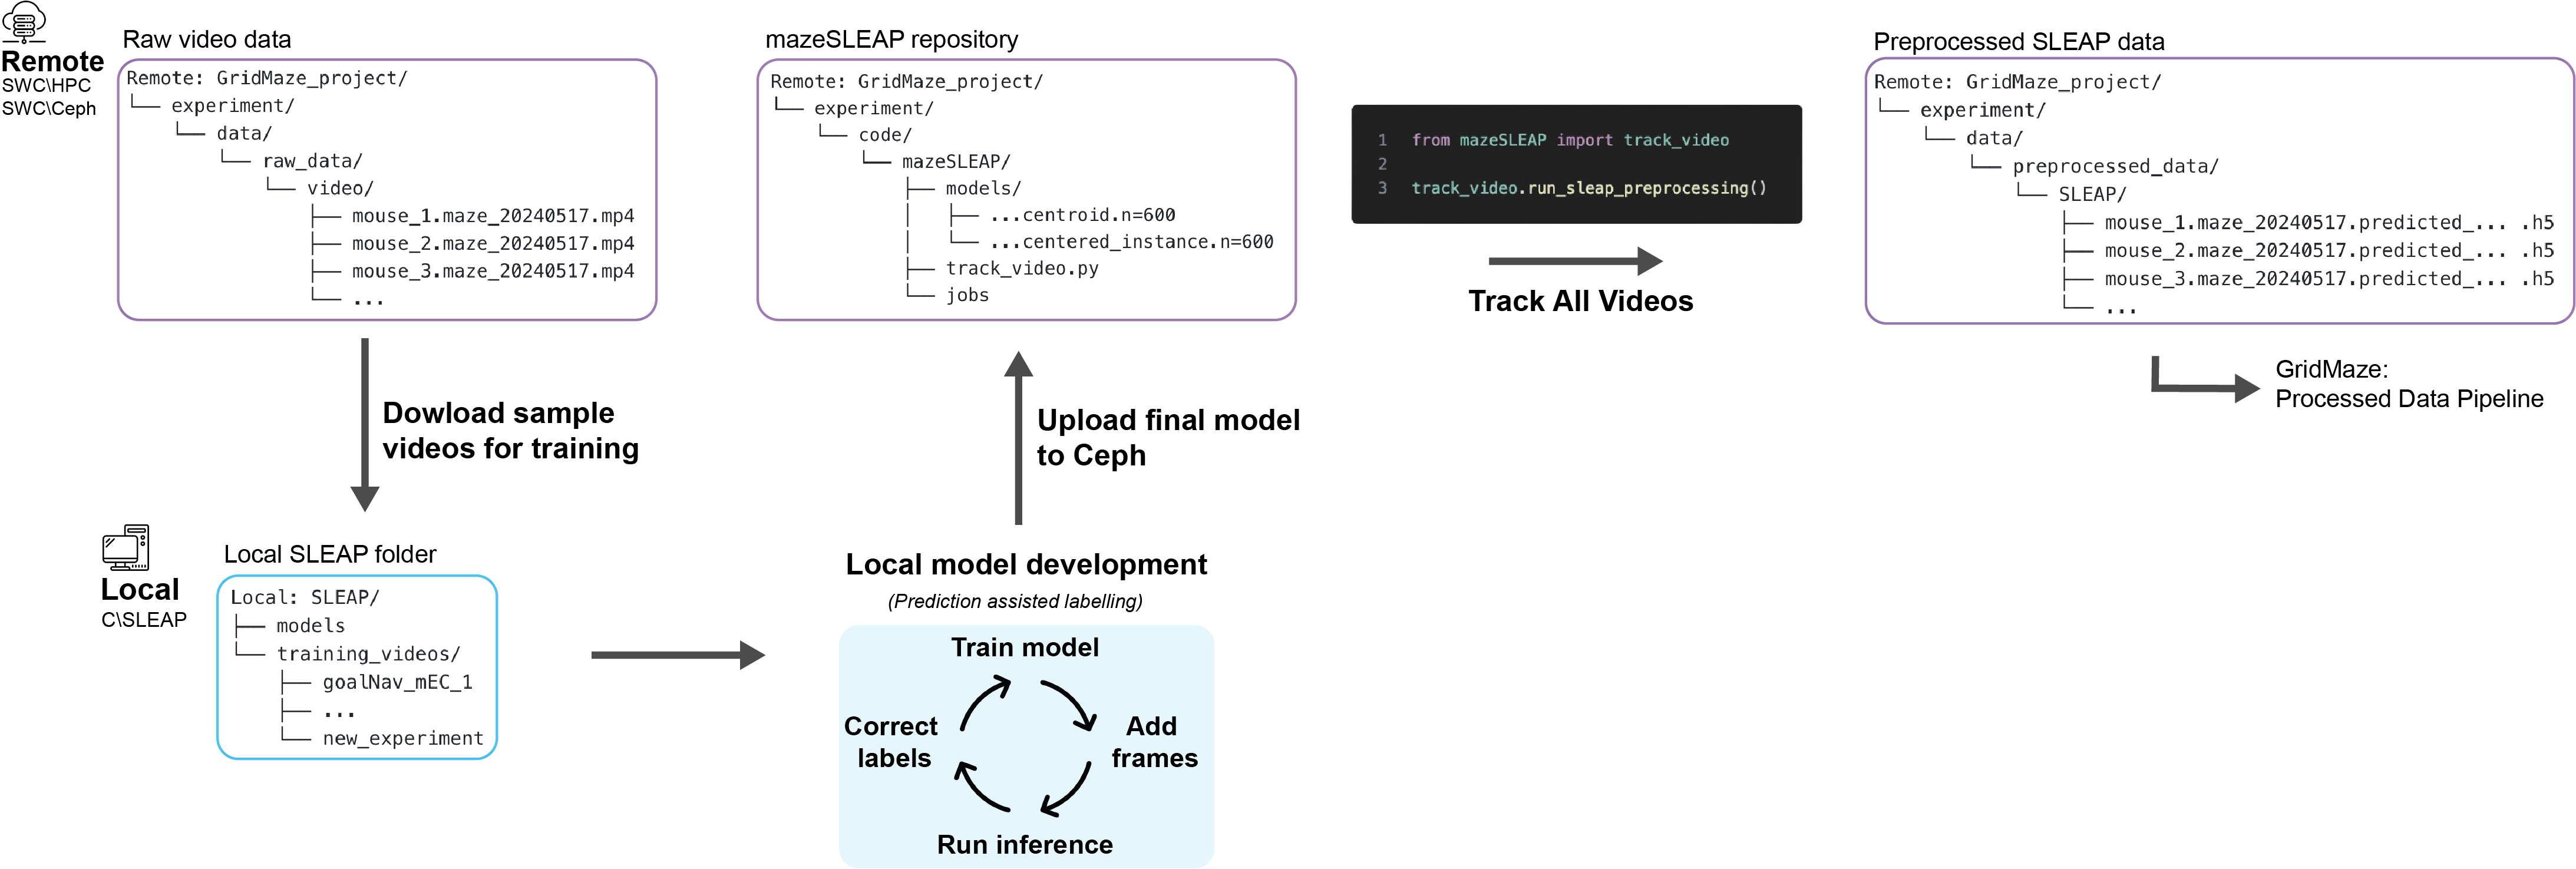 Remote
SWC\HPC
SWC\Ceph
Raw video data
Remote: GridMaze_project/
└── experiment/
└── data/
└── raw_data/
└── video/
├── mouse_1.maze_20240517.mp4
├── mouse_2.maze_20240517.mp4
├── mouse_3.maze_20240517.mp4
└── ...
mazeSLEAP repository
Remote: GridMaze_project/
└── experiment/
└── code/
└── mazeSLEAP/
├── models/
│   ├── ...centroid.n=600
│   └── ...centered_instance.n=600
├── track_video.py
└── jobs
1 from mazeSLEAP import track_video
2
3 track_video.run_sleap_preprocessing()
Track All Videos
Preprocessed SLEAP data
Remote: GridMaze_project/
└── experiment/
└── data/
└── preprocessed_data/
└── SLEAP/
├── mouse_1.maze_20240517.predicted_... .h5
├── mouse_2.maze_20240517.predicted_... .h5
├── mouse_3.maze_20240517.predicted_... .h5
└── ...
GridMaze:
Processed Data Pipeline
Dowload sample
videos for training
Upload final model
to Ceph
Local
C\SLEAP
Local SLEAP folder
Local: SLEAP/
├── models
└── training_videos/
├── goalNav_mEC_1
├── ...
└── new_experiment
Local model development
(Prediction assisted labelling)
Train model
Add
frames
Run inference
Correct
labels